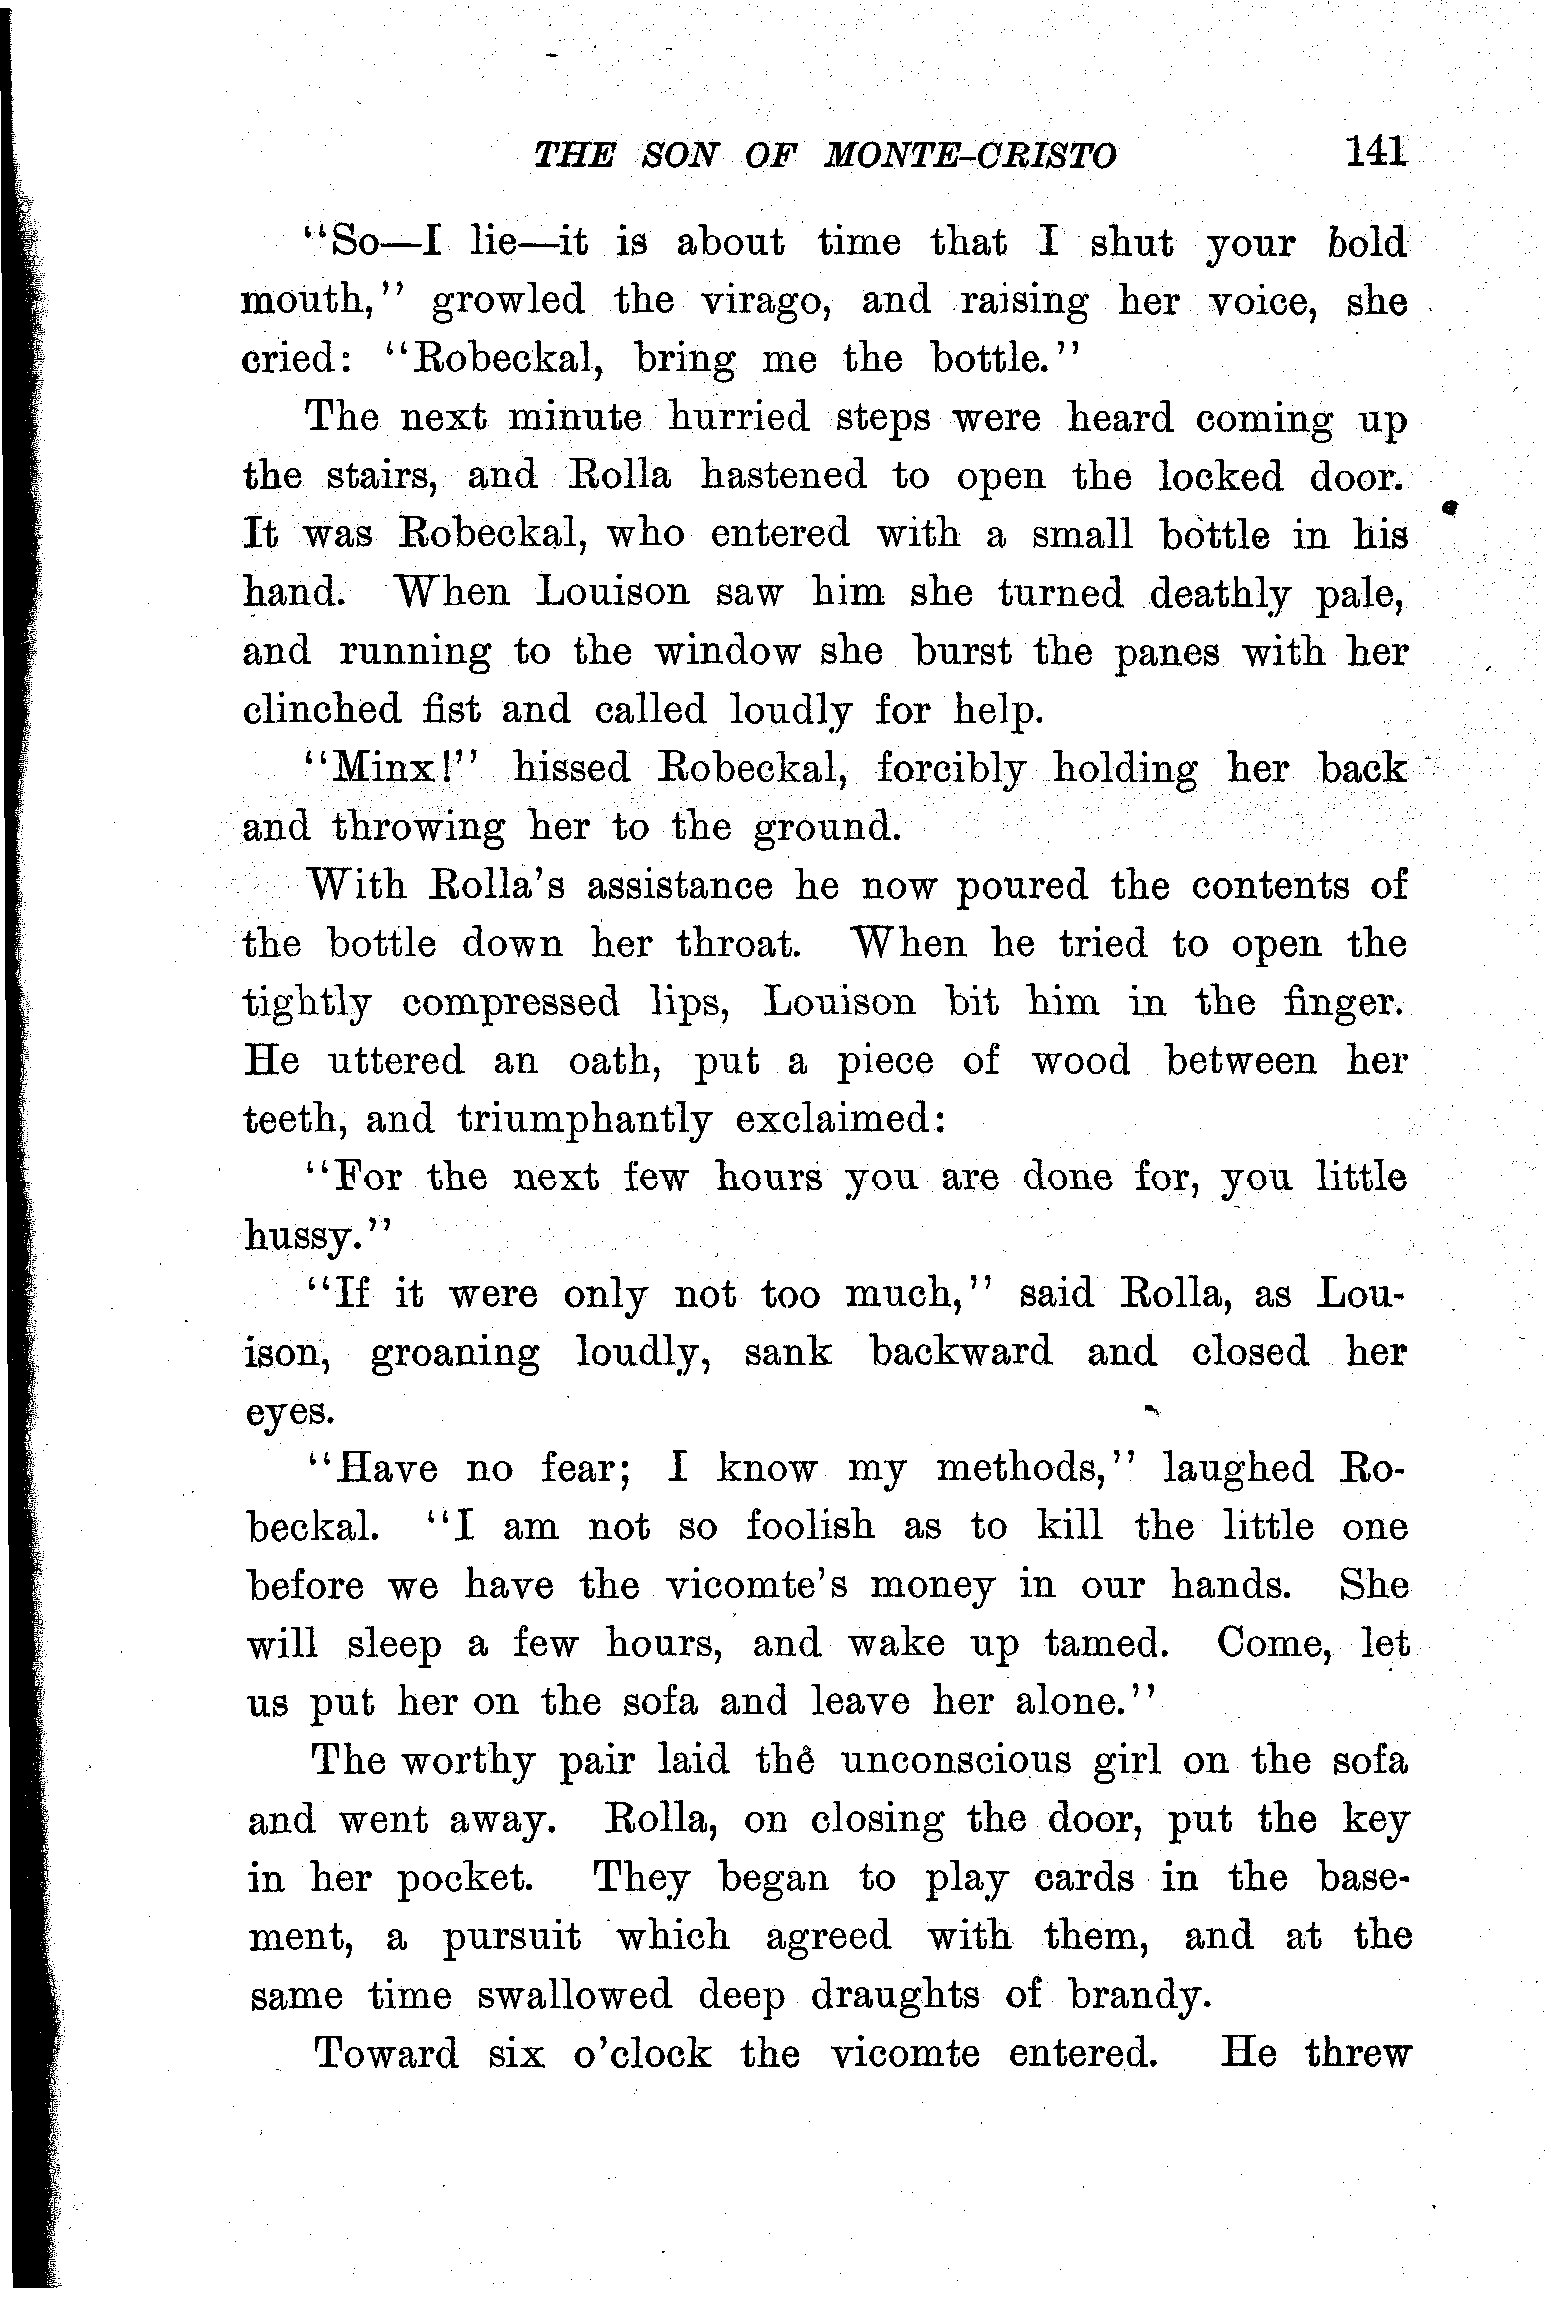 THE SON OF MONTE-CRISTO 141
"So—I lie—it is about time that I shut your bold
mouth," growled the virago, and raising her voice, she
cried: "Robeckal, bring me the bottle."
The next minute hurried steps were heard coming up
the stairs, and Rolla hastened to open the locked door.
It was Robeckal, who entered with a small bottle in his
hand. When Louison saw him she turned deathly pale,
and running to the window she burst the panes with her
clinched fist and called loudly for help.
"Minx!" hissed Robeckal, forcibly holding her back
and throwing her to the ground.
With Rolla's assistance he now poured the contents of
the bottle down her throat. When he tried to open the
tightly compressed lips, Louison bit him in the finger.
He uttered an oath, put a piece of wood between her
teeth, and triumphantly exclaimed:
"For the next few hours you are done for, you little
hussy."
"If it were only not too much," said Rolla, as Lou-
ison, groaning loudly, sank backward and closed her
eyes.
"Have no fear; I know my methods," laughed Ro-
beckal. "I am not so foolish as to kill the little one
before we have the vicomte's money in our hands. She
will sleep a few hours, and wake up tamed. Come, let
us put her on the sofa and leave her alone."
The worthy pair laid the unconscious girl on the sofa
and went away. Rolla, on closing the door, put the key
in her pocket. They began to play cards in the base-
ment, a pursuit which agreed with them, and at the
same time swallowed deep draughts of brandy.
Toward six o'clock the vicomte entered. He threw